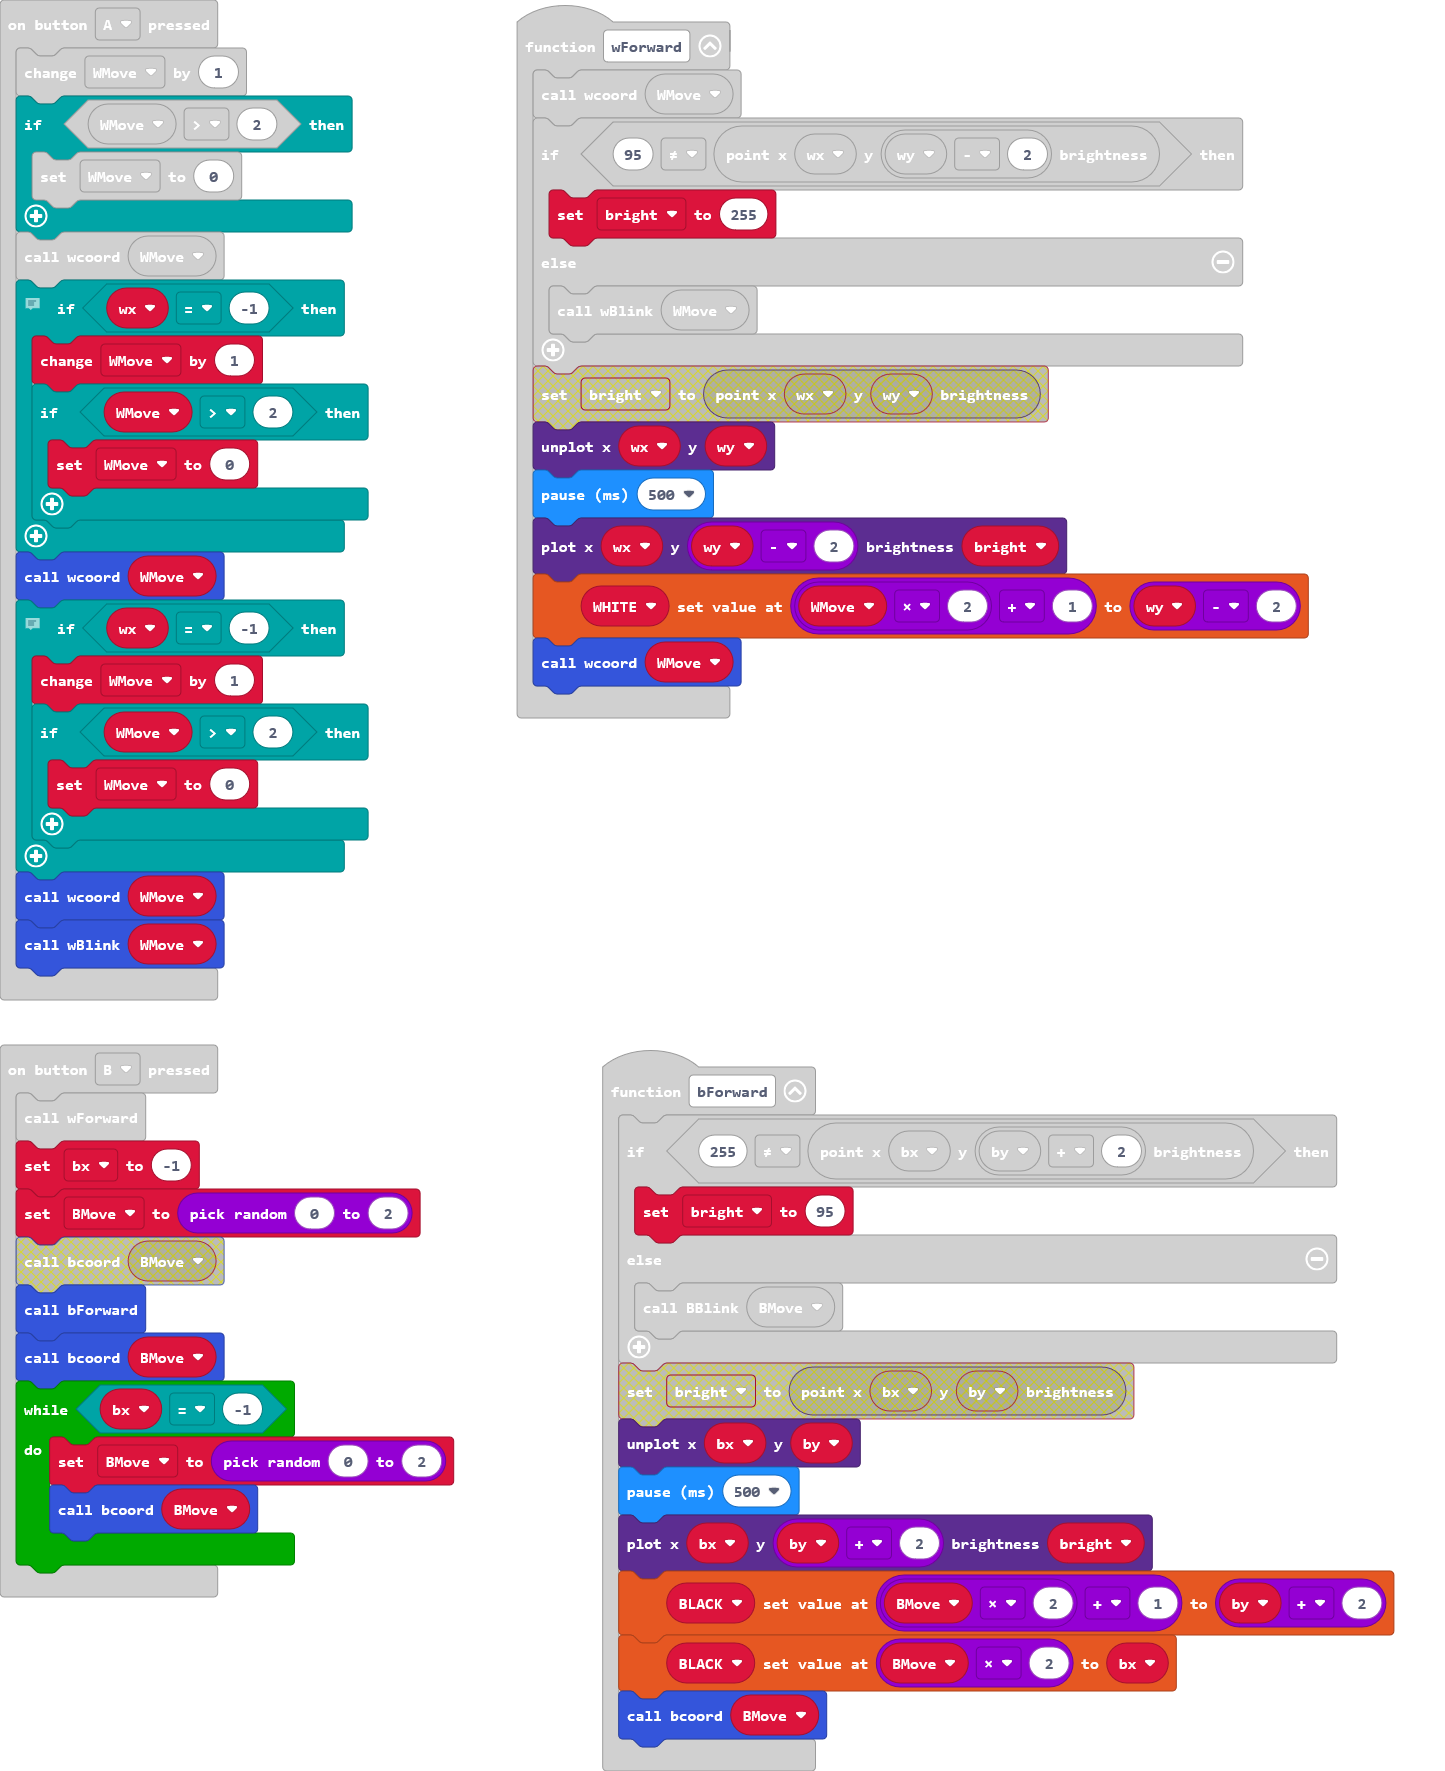 on button A pressed
change WMove by 1
if WMove > 2 then
set WMove to 0
call wcoord WMove
if wx = -1 then
change WMove by 1
if WMove > 2 then
set WMove to 0
call wcoord WMove
if wx = -1 then
change WMove by 1
if WMove > 2 then
set WMove to 0
call wcoord WMove
call wBlink WMove
function wForward
call wcoord WMove
if 95 ≠ point x wx y wy - 2 brightness then
set bright to 255
else
call wBlink WMove
set bright to point x wx y wy brightness
unplot x wx y wy
pause (ms) 500
plot x wx y wy - 2 brightness bright
WHITE set value at WMove × 2 + 1 to wy - 2
call wcoord WMove
on button B pressed
call wForward
set bx to -1
set BMove to pick random 0 to 2
call bcoord BMove
call bForward
call bcoord BMove
while bx = -1
do
set BMove to pick random 0 to 2
call bcoord BMove
function bForward
if 255 ≠ point x bx y by + 2 brightness then
set bright to 95
else
call BBlink BMove
set bright to point x bx y by brightness
unplot x bx y by
pause (ms) 500
plot x bx y by + 2 brightness bright
BLACK set value at BMove × 2 + 1 to by + 2
BLACK set value at BMove × 2 to bx
call bcoord BMove